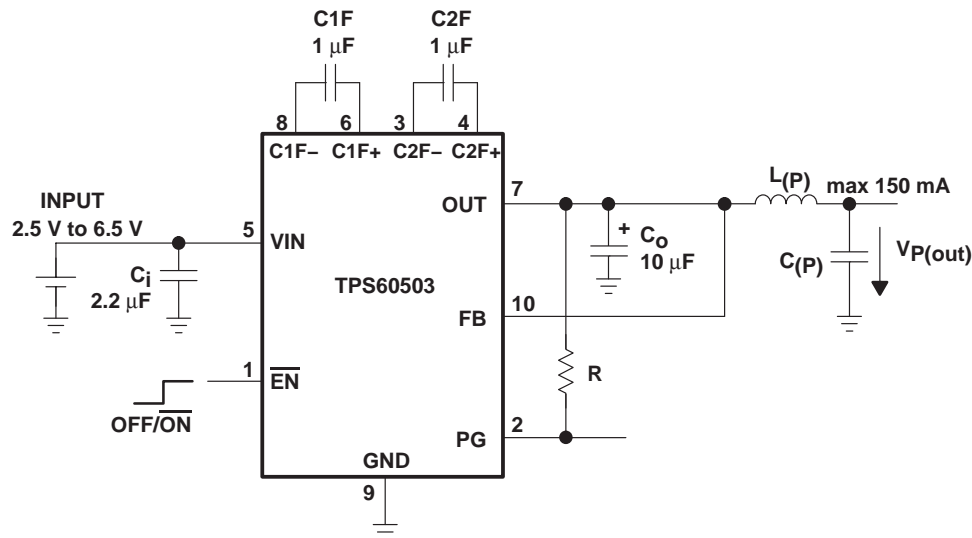 C1F
1 μF
C2F
1 μF
8
6
3
4
C1F−
C1F+
C2F−
C2F+
INPUT
2.5 V to 6.5 V
5
VIN
Ci
2.2 μF
TPS60503
OUT
7
+
Co
10 μF
L(P)
max 150 mA
C(P)
VP(out)
FB
10
R
1
EN
OFF/ON
PG
2
GND
9